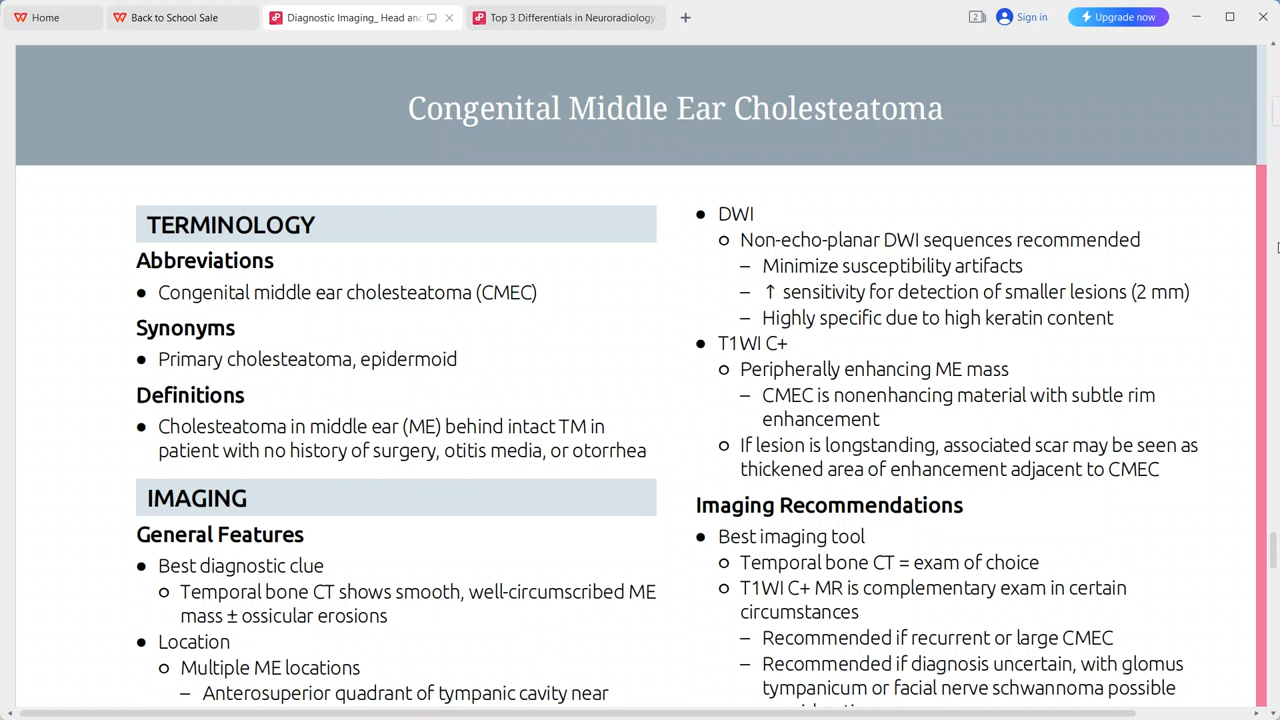 Home
Back to School Sale
Diagnostic Imaging_ Head and
Top 3 Differentials in Neuroradiology
2
Sign in
Upgrade now
Congenital Middle Ear Cholesteatoma
TERMINOLOGY
Abbreviations
• Congenital middle ear cholesteatoma (CMEC)
Synonyms
• Primary cholesteatoma, epidermoid
Definitions
• Cholesteatoma in middle ear (ME) behind intact TM in
patient with no history of surgery, otitis media, or otorrhea
IMAGING
General Features
• Best diagnostic clue
o Temporal bone CT shows smooth, well-circumscribed ME
mass ± ossicular erosions
• Location
o Multiple ME locations
– Anterosuperior quadrant of tympanic cavity near
• DWI
o Non-echo-planar DWI sequences recommended
– Minimize susceptibility artifacts
– ↑ sensitivity for detection of smaller lesions (2 mm)
– Highly specific due to high keratin content
• T1WI C+
o Peripherally enhancing ME mass
– CMEC is nonenhancing material with subtle rim
enhancement
o If lesion is longstanding, associated scar may be seen as
thickened area of enhancement adjacent to CMEC
Imaging Recommendations
• Best imaging tool
o Temporal bone CT = exam of choice
o T1WI C+ MR is complementary exam in certain
circumstances
– Recommended if recurrent or large CMEC
– Recommended if diagnosis uncertain, with glomus
tympanicum or facial nerve schwannoma possible